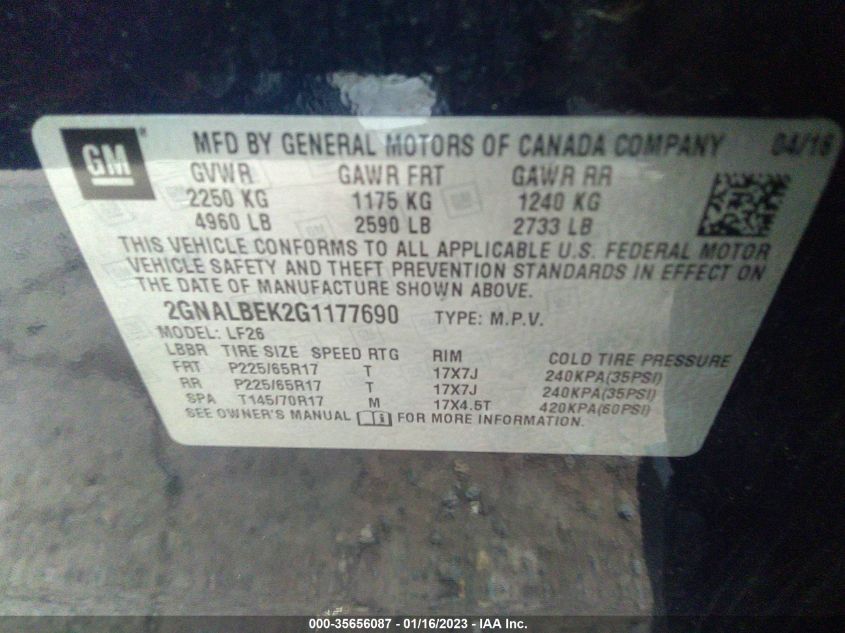 GM®
MFD BY GENERAL MOTORS OF CANADA COMPANY 04/16
GVWR GAWR FRT GAWR RR
2250 KG 1175 KG 1240 KG
4960 LB 2590 LB 2733 LB
THIS VEHICLE CONFORMS TO ALL APPLICABLE U.S. FEDERAL MOTOR
VEHICLE SAFETY AND THEFT PREVENTION STANDARDS IN EFFECT ON
THE DATE OF MANUFACTURE SHOWN ABOVE.
2GNALBEK2G1177690 TYPE: M.P.V.
MODEL: LF26
LBBR TIRE SIZE SPEED RTG RIM COLD TIRE PRESSURE
FRT P225/65R17 T 17X7J 240KPA(35PSI)
RR P225/65R17 T 17X7J 240KPA(35PSI)
SPA T145/70R17 M 17X4.5T 420KPA(60PSI)
SEE OWNER'S MANUAL FOR MORE INFORMATION.
000-35656087 - 01/16/2023 - IAA Inc.